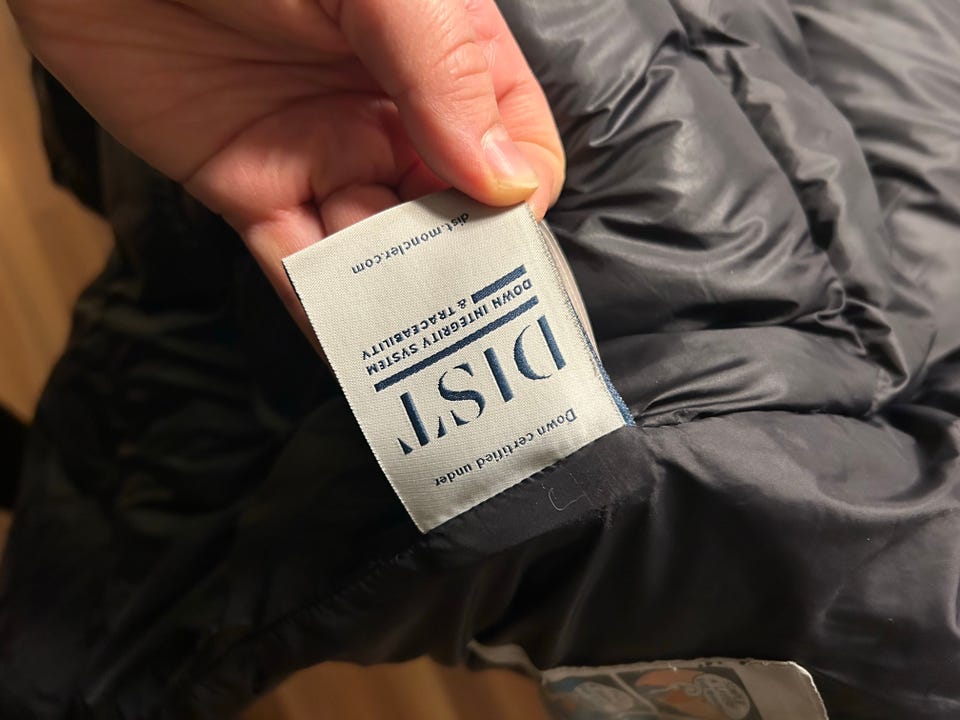 Down certified under
DIST
DOWN INTEGRITY SYSTEM
& TRACEABILITY
dist.moncler.com